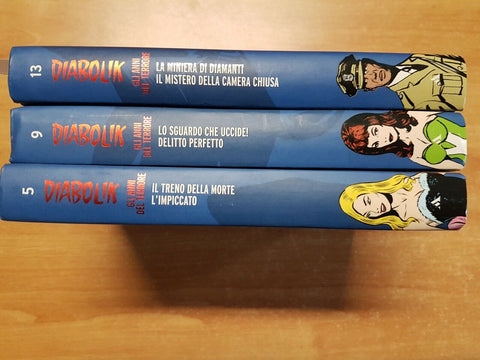 13 DIABOLIK GLI ANNI DEL TERRORE
LA MINIERA DI DIAMANTI
IL MISTERO DELLA CAMERA CHIUSA
9 DIABOLIK GLI ANNI DEL TERRORE
LO SGUARDO CHE UCCIDE!
DELITTO PERFETTO
5 DIABOLIK GLI ANNI DEL TERRORE
IL TRENO DELLA MORTE
L'IMPICCATO